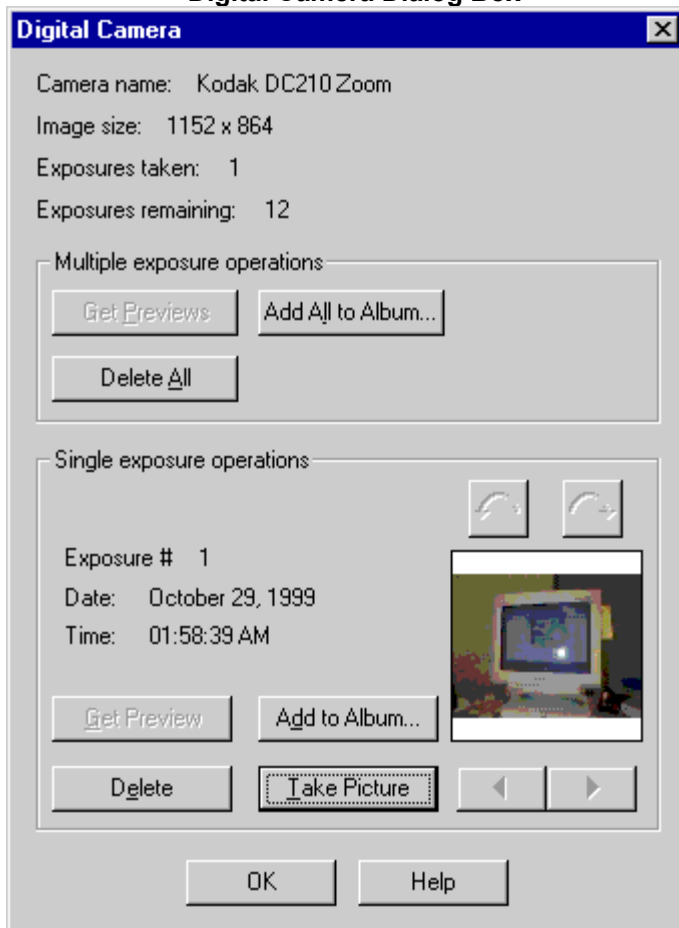 Digital Camera Dialog Box
Digital Camera
Camera name: Kodak DC210 Zoom
Image size: 1152 x 864
Exposures taken: 1
Exposures remaining: 12
Multiple exposure operations
Get Previews
Add All to Album...
Delete All
Single exposure operations
Exposure # 1
Date: October 29, 1999
Time: 01:58:39 AM
Get Preview
Add to Album...
Delete
Take Picture
OK
Help